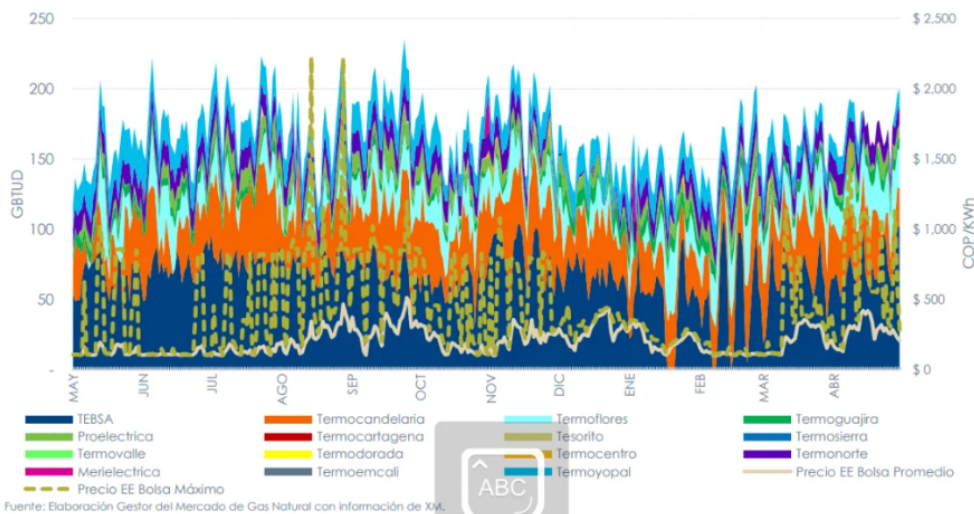 250
200
150
100
50
-
GBTUD
$ 2,500
$ 2,000
$ 1,500
$ 1,000
$ 500
$ 0
COP/KWh
MAY JUN JUL AGO SEP OCT NOV DIC ENE FEB MAR ABR
TEBSA Termocandelaria Termoflores Termoguajira
Proelectrica Termocartagena Tesorito Termosierra
Termovalle Termodorada Termocentro Termonorte
Merielectrica Termoemcali Termoyopal Precio EE Bolsa Promedio
Precio EE Bolsa Máximo
ABC
Fuente: Elaboración Gestor del Mercado de Gas Natural con información de XM.